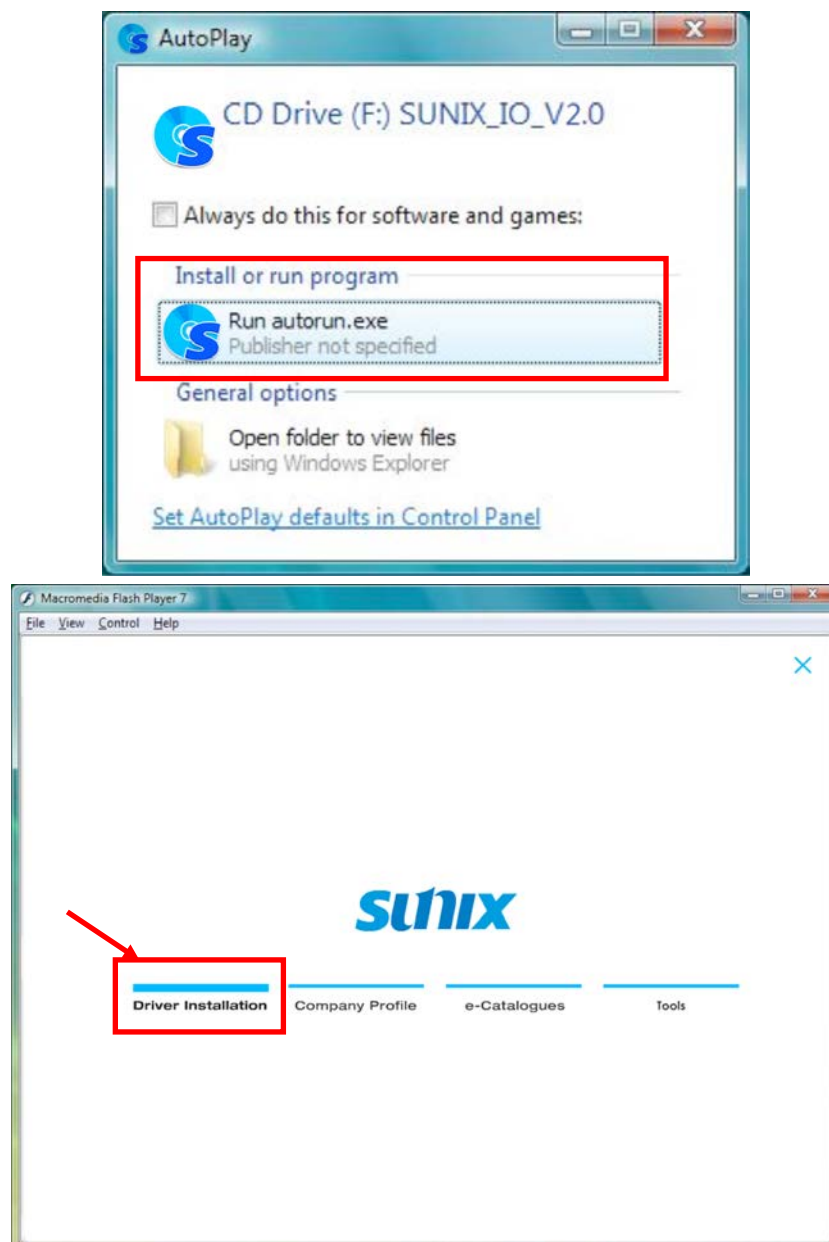 AutoPlay
CD Drive (F:) SUNIX_IO_V2.0
Always do this for software and games:
Install or run program
Run autorun.exe
Publisher not specified
General options
Open folder to view files
using Windows Explorer
Set AutoPlay defaults in Control Panel
Macromedia Flash Player 7
File View Control Help
SUNIX
Driver Installation Company Profile e-Catalogues Tools